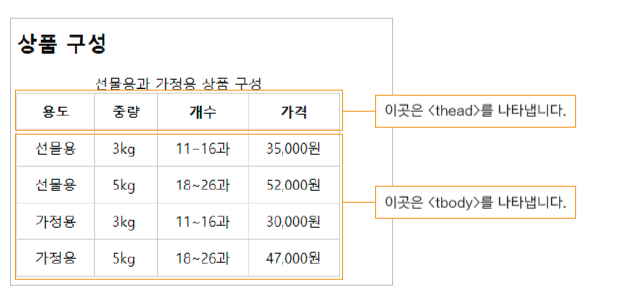 상품 구성
선물용과 가정용 상품 구성
용도 중량 개수 가격
이곳은 <thead>를 나타냅니다.
선물용 3kg 11~16과 35,000원
선물용 5kg 18~26과 52,000원
이곳은 <tbody>를 나타냅니다.
가정용 3kg 11~16과 30,000원
가정용 5kg 18~26과 47,000원